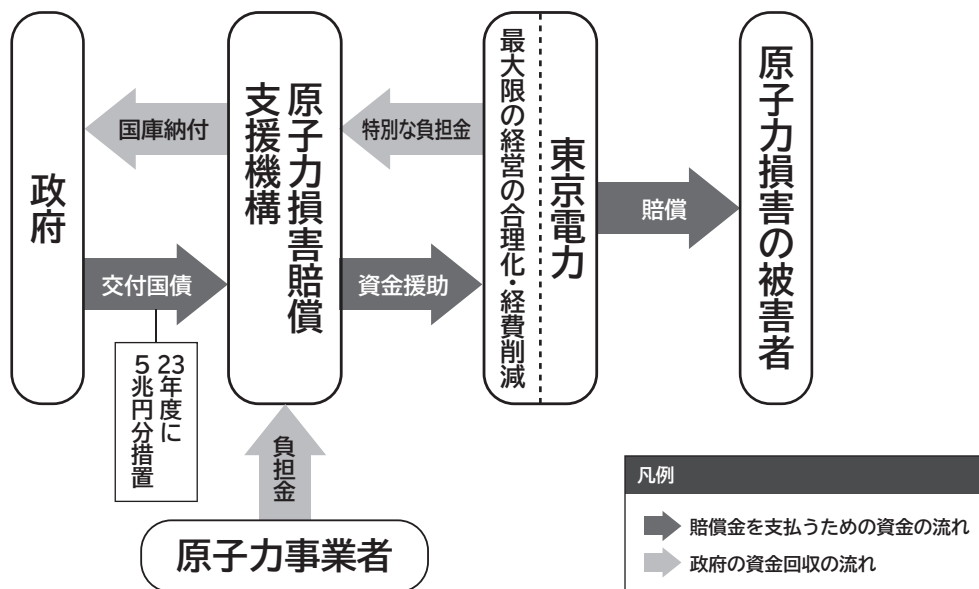 政府
国庫納付
交付国債
23年度に
5兆円分措置
原子力損害賠償
支援機構
特別な負担金
資金援助
負担金
原子力事業者
最大限の経営の合理化・経費削減
東京電力
賠償
原子力損害の被害者
凡例
賠償金を支払うための資金の流れ
政府の資金回収の流れ